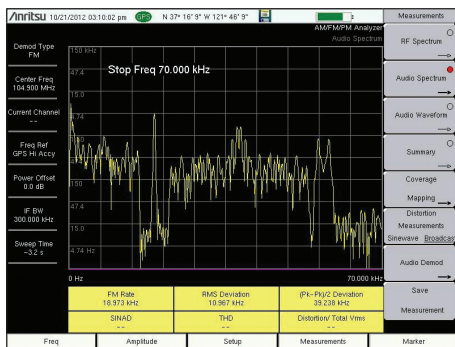 Anritsu 10/21/2012 03:10:02 pm GPS N 37° 16' 9" W 121° 46' 9"
Measurements
AM/FM/PM Analyzer
Audio Spectrum
Demod Type
FM
Center Freq
104.900 MHz
Current Channel
--
Freq Ref
GPS Hi Accy
Power Offset
0.0 dB
IF BW
300.000 kHz
Sweep Time
~3.2 s
150 kHz
47.4
15.0
150
47.4
15.0
4.74 Hz
Stop Freq 70.000 kHz
0 Hz
70.000 kHz
FM Rate
18.973 kHz
RMS Deviation
10.967 kHz
(Pk-Pk)/2 Deviation
39.238 kHz
SINAD
--
THD
--
Distortion/ Total Vrms
--
RF Spectrum
Audio Spectrum
Audio Waveform
Summary
Coverage
Mapping
Distortion
Measurements
Sinewave Broadcast
Audio Demod
Save
Measurement
Freq
Amplitude
Setup
Measurements
Marker